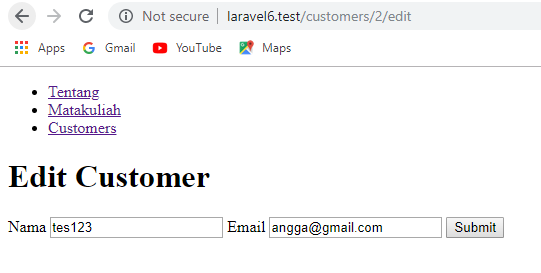 Not secure | laravel6.test/customers/2/edit
Apps Gmail YouTube Maps
Tentang
Matakuliah
Customers
Edit Customer
Nama tes123 Email angga@gmail.com Submit